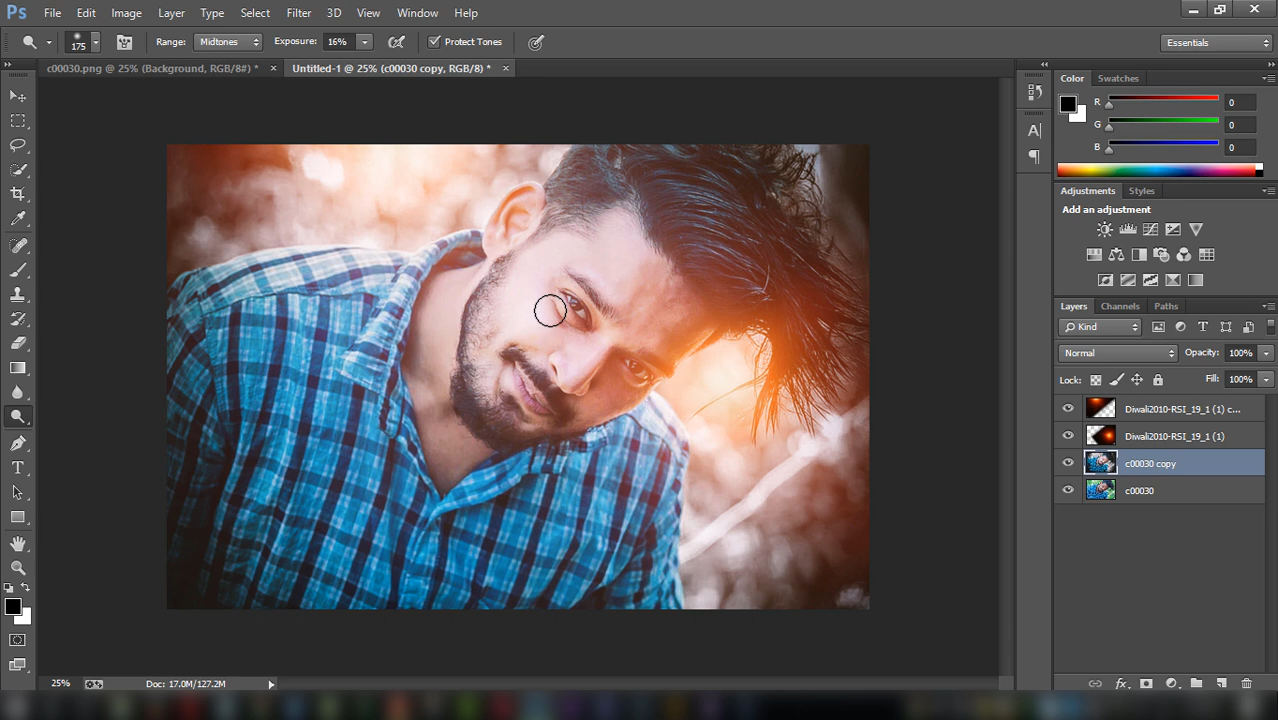 Ps File Edit Image Layer Type Select Filter 3D View Window Help
175 Range: Midtones Exposure: 16% Protect Tones Essentials
c00030.png @ 25% (Background, RGB/8#) * × Untitled-1 @ 25% (c00030 copy, RGB/8) * ×
Color Swatches
R 0
G 0
B 0
Adjustments Styles
Add an adjustment
Layers Channels Paths
Kind
Normal Opacity: 100%
Lock: Fill: 100%
Diwali2010-RSI_19_1 (1) c...
Diwali2010-RSI_19_1 (1)
c00030 copy
c00030
25% Doc: 17.0M/127.2M